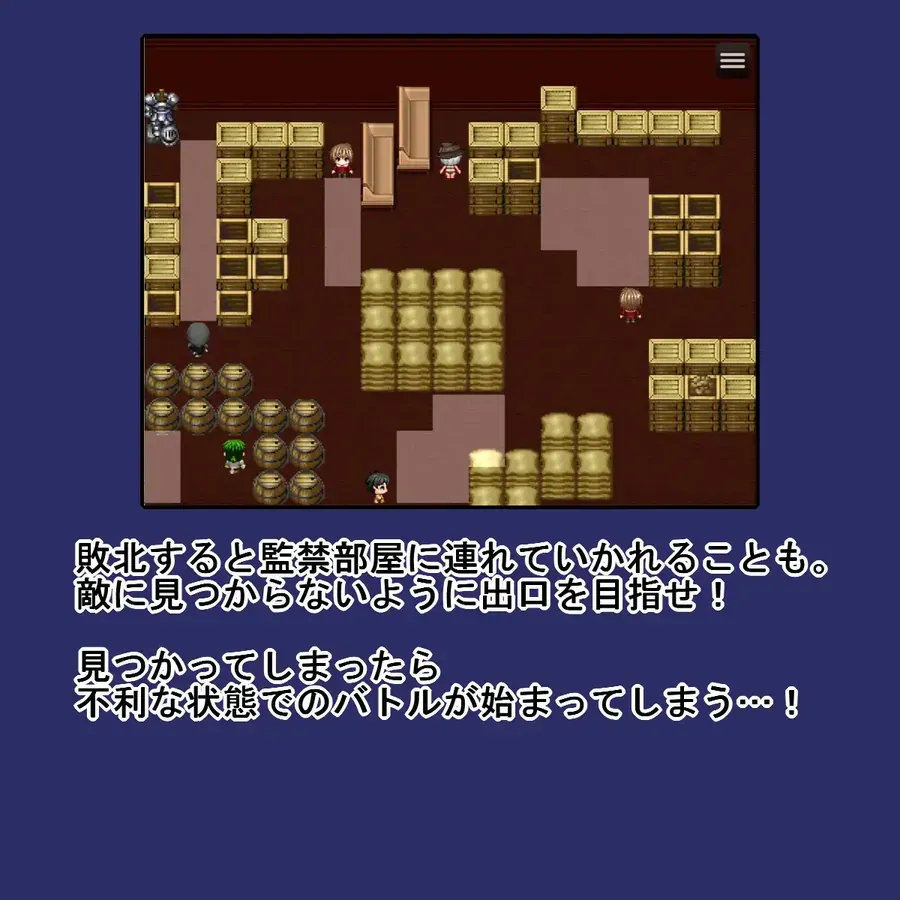 敗北すると監禁部屋に連れていかれることも。
敵に見つからないように出口を目指せ！
見つかってしまったら
不利な状態でのバトルが始まってしまう…！